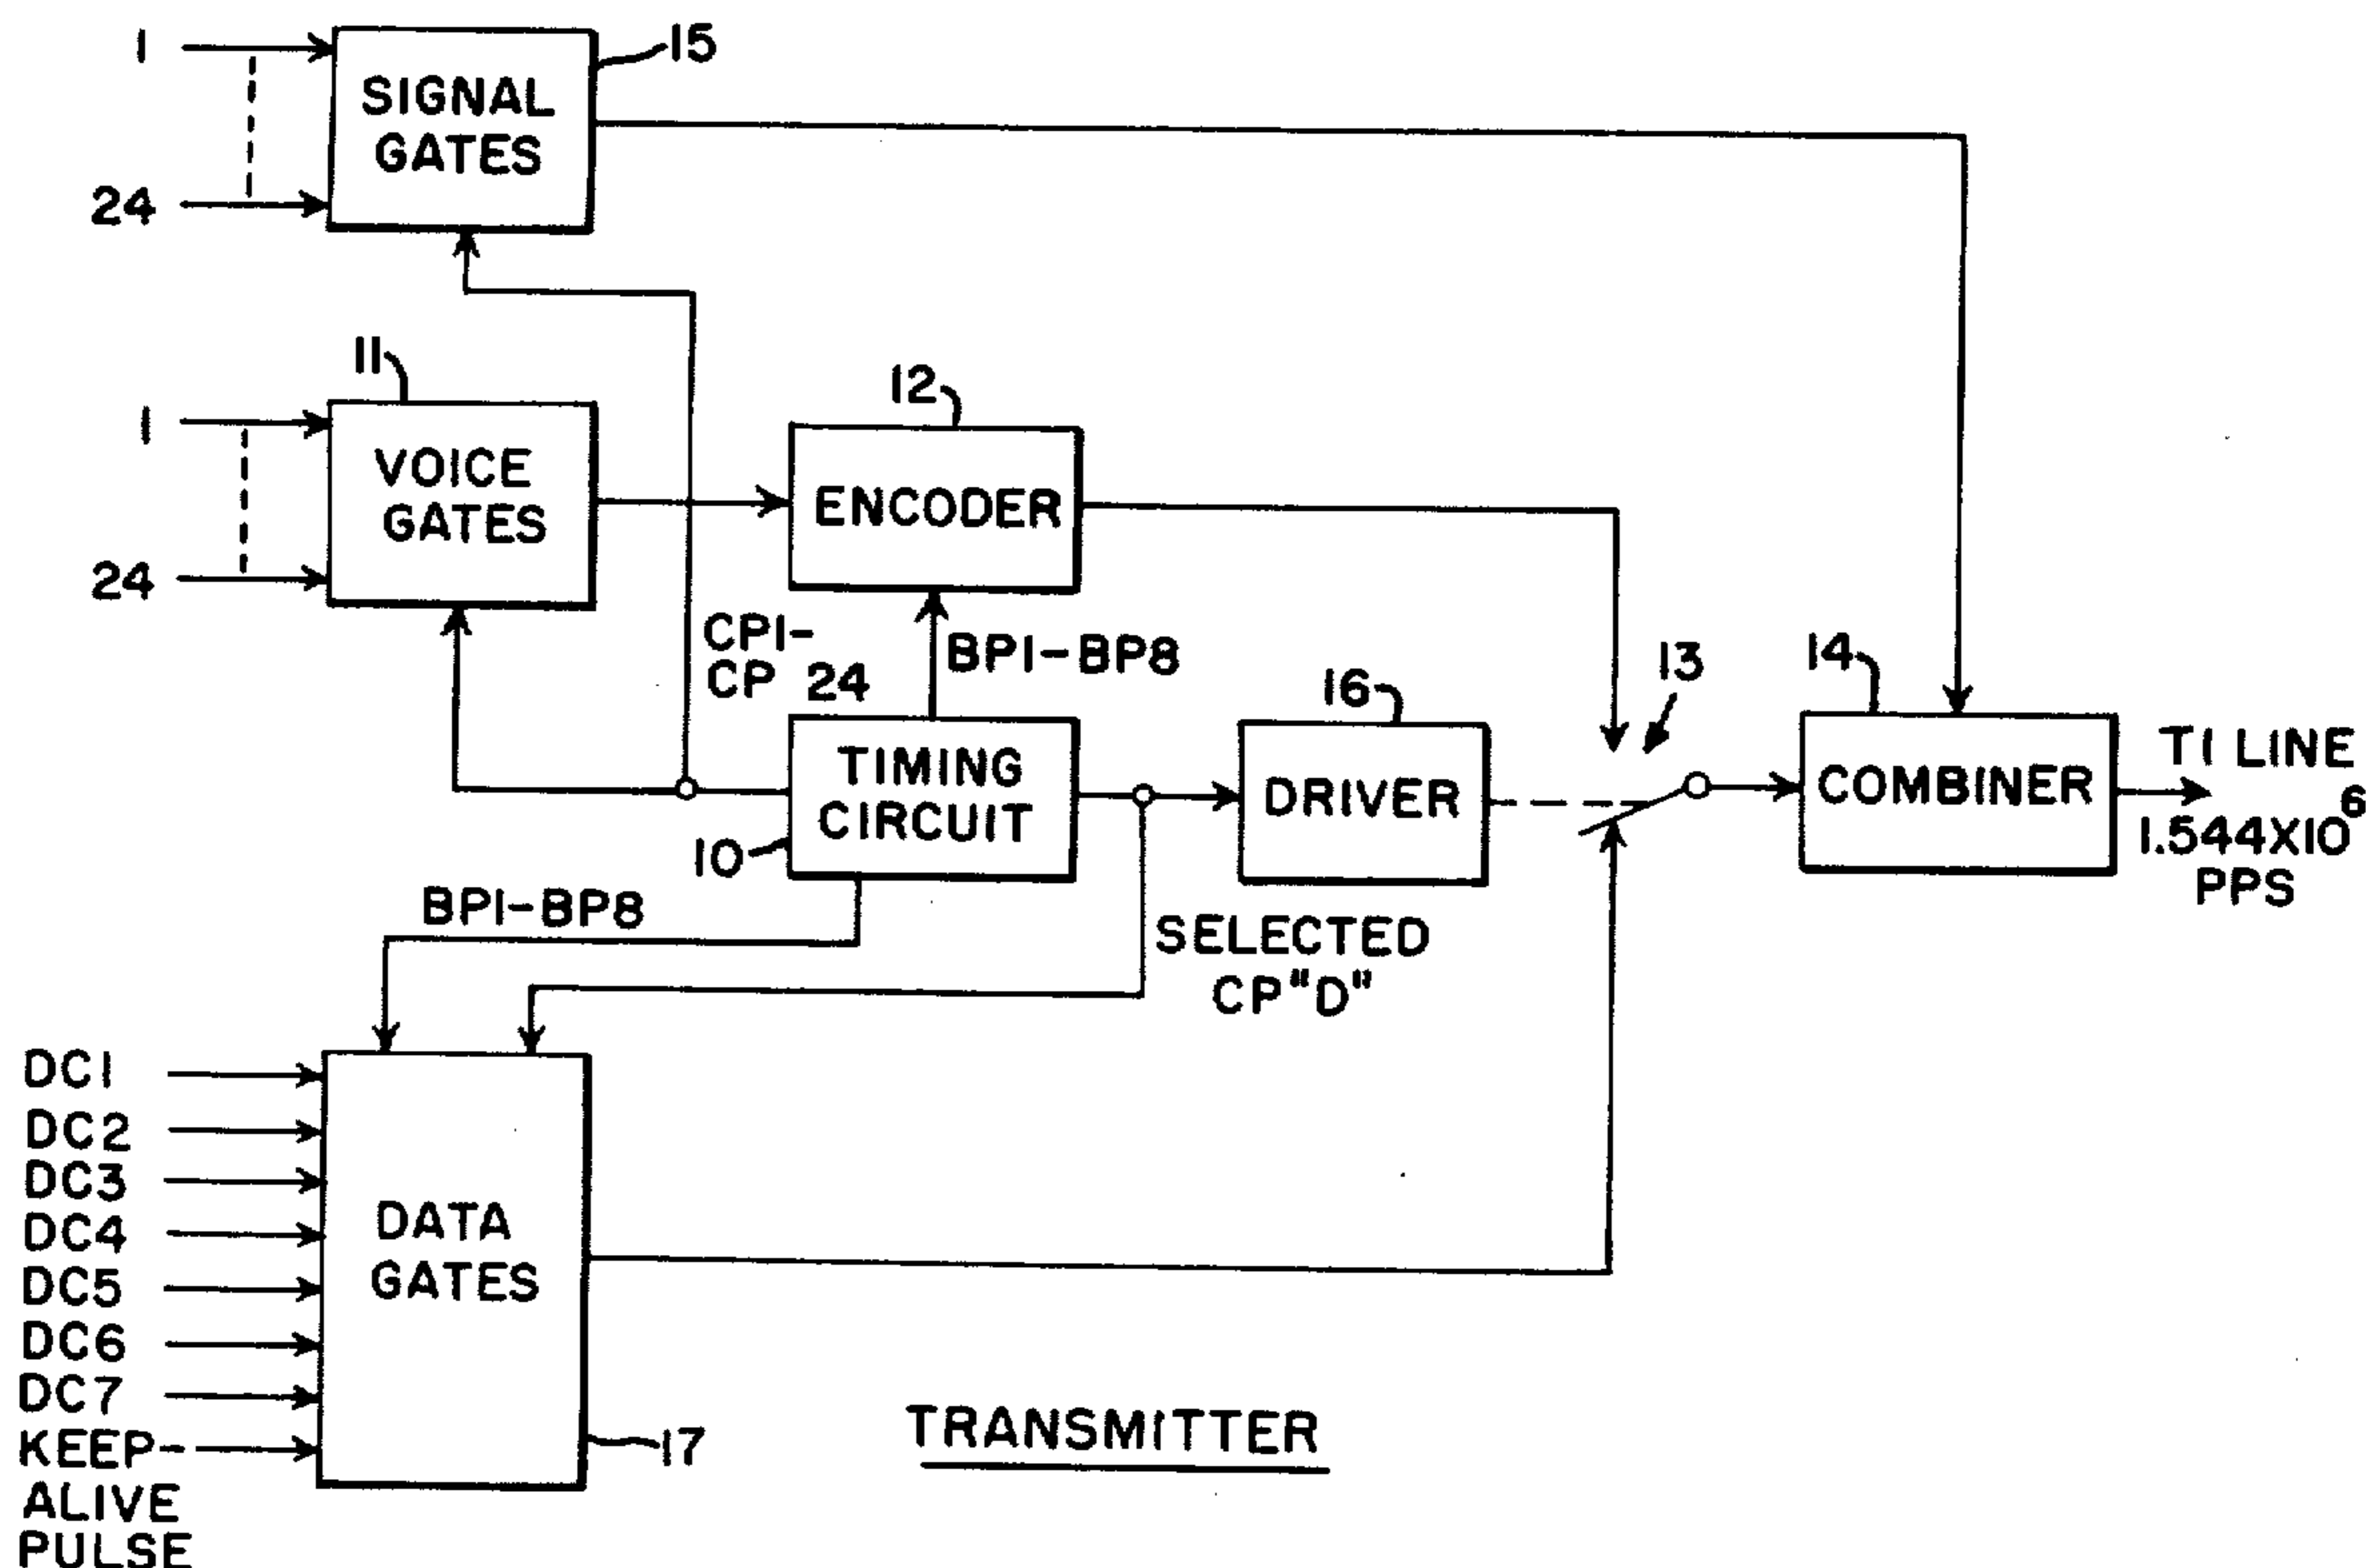 1
15
SIGNAL
GATES
24
11
1
VOICE
GATES
24
12
ENCODER
CP1-
CP 24
BP1-BP8
13
14
16
TIMING
CIRCUIT
10
DRIVER
COMBINER
T1 LINE
1.544X10⁶
PPS
BP1-BP8
SELECTED
CP "D"
DC1
DC2
DC3
DC4
DC5
DC6
DC7
KEEP-
ALIVE
PULSE
DATA
GATES
17
TRANSMITTER